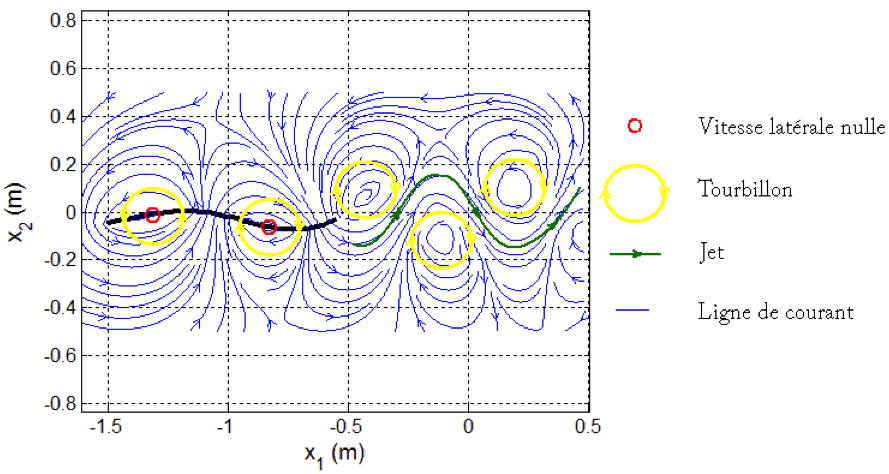 0.8
0.6
0.4
0.2
0
-0.2
-0.4
-0.6
-0.8
x2 (m)
-1.5 -1 -0.5 0 0.5
x1 (m)
Vitesse latérale nulle
Tourbillon
Jet
Ligne de courant